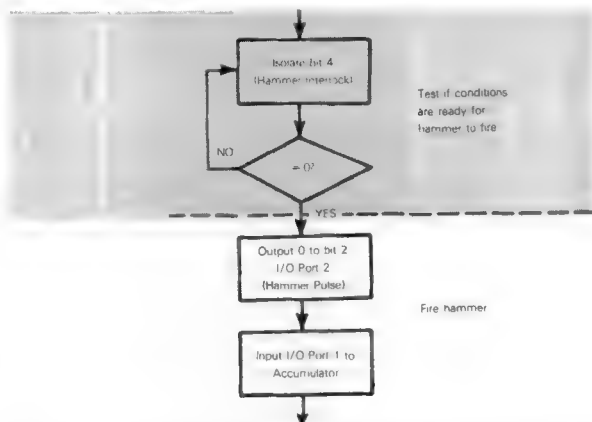 Isolate bit 4
(Hammer Interlock)
Test if conditions
are ready for
hammer to fire
NO
= 0?
YES
Output 0 to bit 2
I/O Port 2
(Hammer Pulse)
Fire hammer
Input I/O Port 1 to
Accumulator